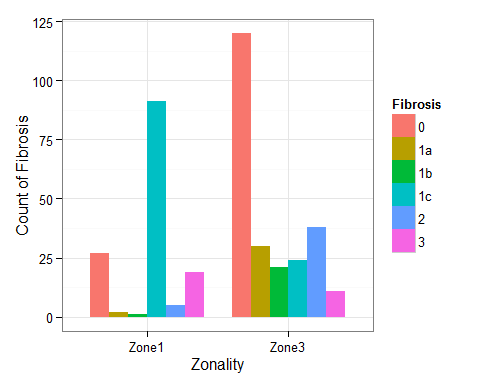 125
100
75
50
25
0
Count of Fibrosis
Zone1 Zone3
Zonality
Fibrosis
0
1a
1b
1c
2
3